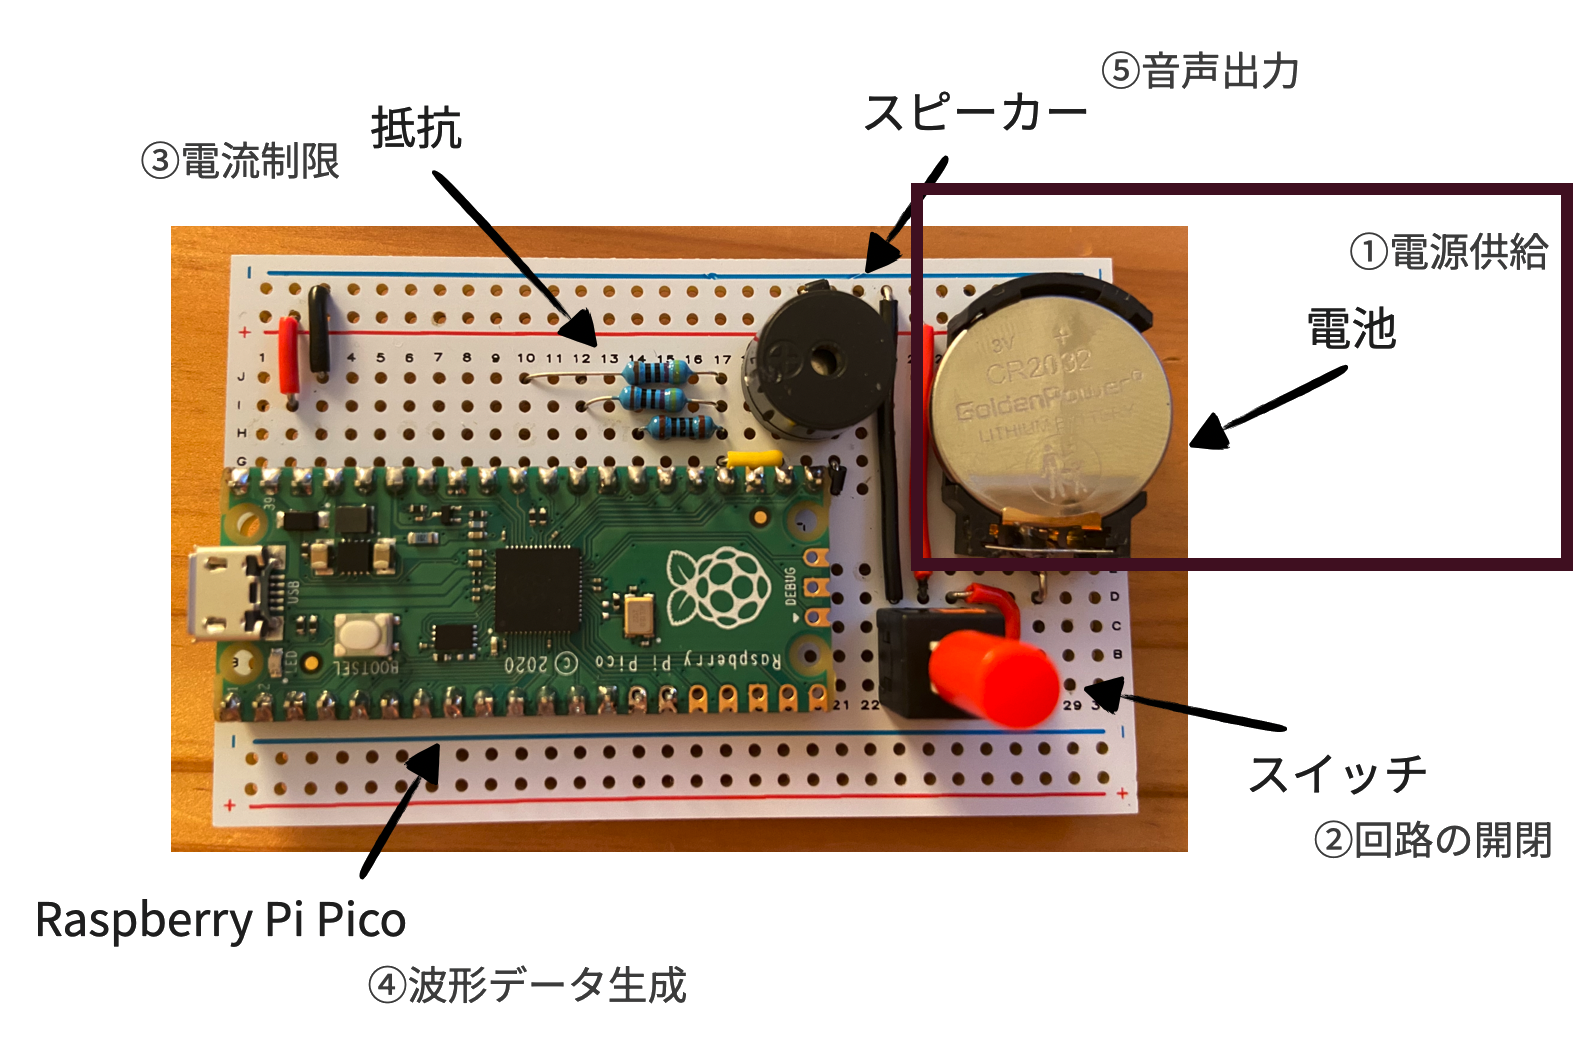 ⑤音声出力
スピーカー
抵抗
③電流制限
①電源供給
電池
3V
CR2032
GoldenPower
+
1 4 5 6 7 8 9 10 11 12 13 14 15 16 17
J
I
H
G
39
USB
DEBUG
BOOTSEL
LED
Raspberry Pi Pico © 2020
D
C
B
21 22
29
スイッチ
②回路の開閉
Raspberry Pi Pico
④波形データ生成